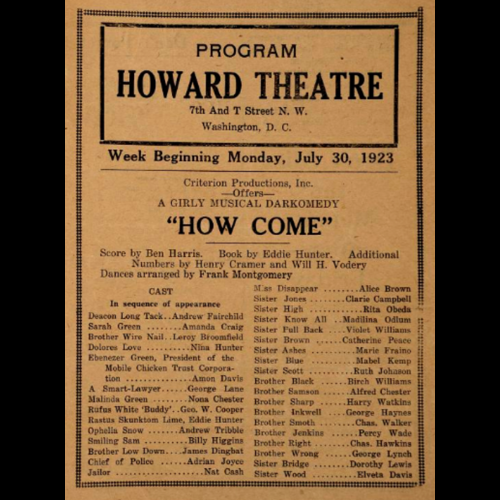 PROGRAM
HOWARD THEATRE
7th And T Street N. W.
Washington, D. C.
Week Beginning Monday, July 30, 1923
Criterion Productions, Inc.
—Offers—
A GIRLY MUSICAL DARKOMEDY
"HOW COME"
Score by Ben Harris. Book by Eddie Hunter. Additional
Numbers by Henry Cramer and Will H. Vodery
Dances arranged by Frank Montgomery
CAST
In sequence of appearance
Deacon Long Tack..Andrew Fairchild
Sarah Green ........Amanda Craig
Brother Wire Nail..Leroy Broomfield
Dolores Love ..........Nina Hunter
Ebenezer Green, President of the
Mobile Chicken Trust Corpora-
tion ..............Amon Davis
A Smart-Lawyer......George Lane
Malinda Green ......Nona Chester
Rufus White 'Buddy'..Geo. W. Cooper
Rastus Skunktom Lime, Eddie Hunter
Ophelia Snow ......Andrew Tribble
Smiling Sam ........Billy Higgins
Brother Low Down....James Dinghat
Chief of Police ......Adrian Joyce
Jailor ..................Nat Cash
Miss Disappear ........Alice Brown
Sister Jones ........Clarie Campbell
Sister High ..........Rita Obeda
Sister Know All ..Madilina Odium
Sister Full Back ..Violet Williams
Sister Brown ......Catherine Peace
Sister Ashes ........Marie Fraino
Sister Blue ..........Mabel Kemp
Sister Scott ..........Ruth Johnson
Brother Black ......Birch Williams
Brother Samson ......Alfred Chester
Brother Sharp ......Harry Watkins
Brother Inkwell ....George Haynes
Brother Smoth ......Chas. Walker
Brother Jenkins ......Percy Wade
Brother Right ......Chas. Hawkins
Brother Wrong ......George Lynch
Sister Bridge ......Dorothy Lewis
Sister Wood ........Elveta Davis